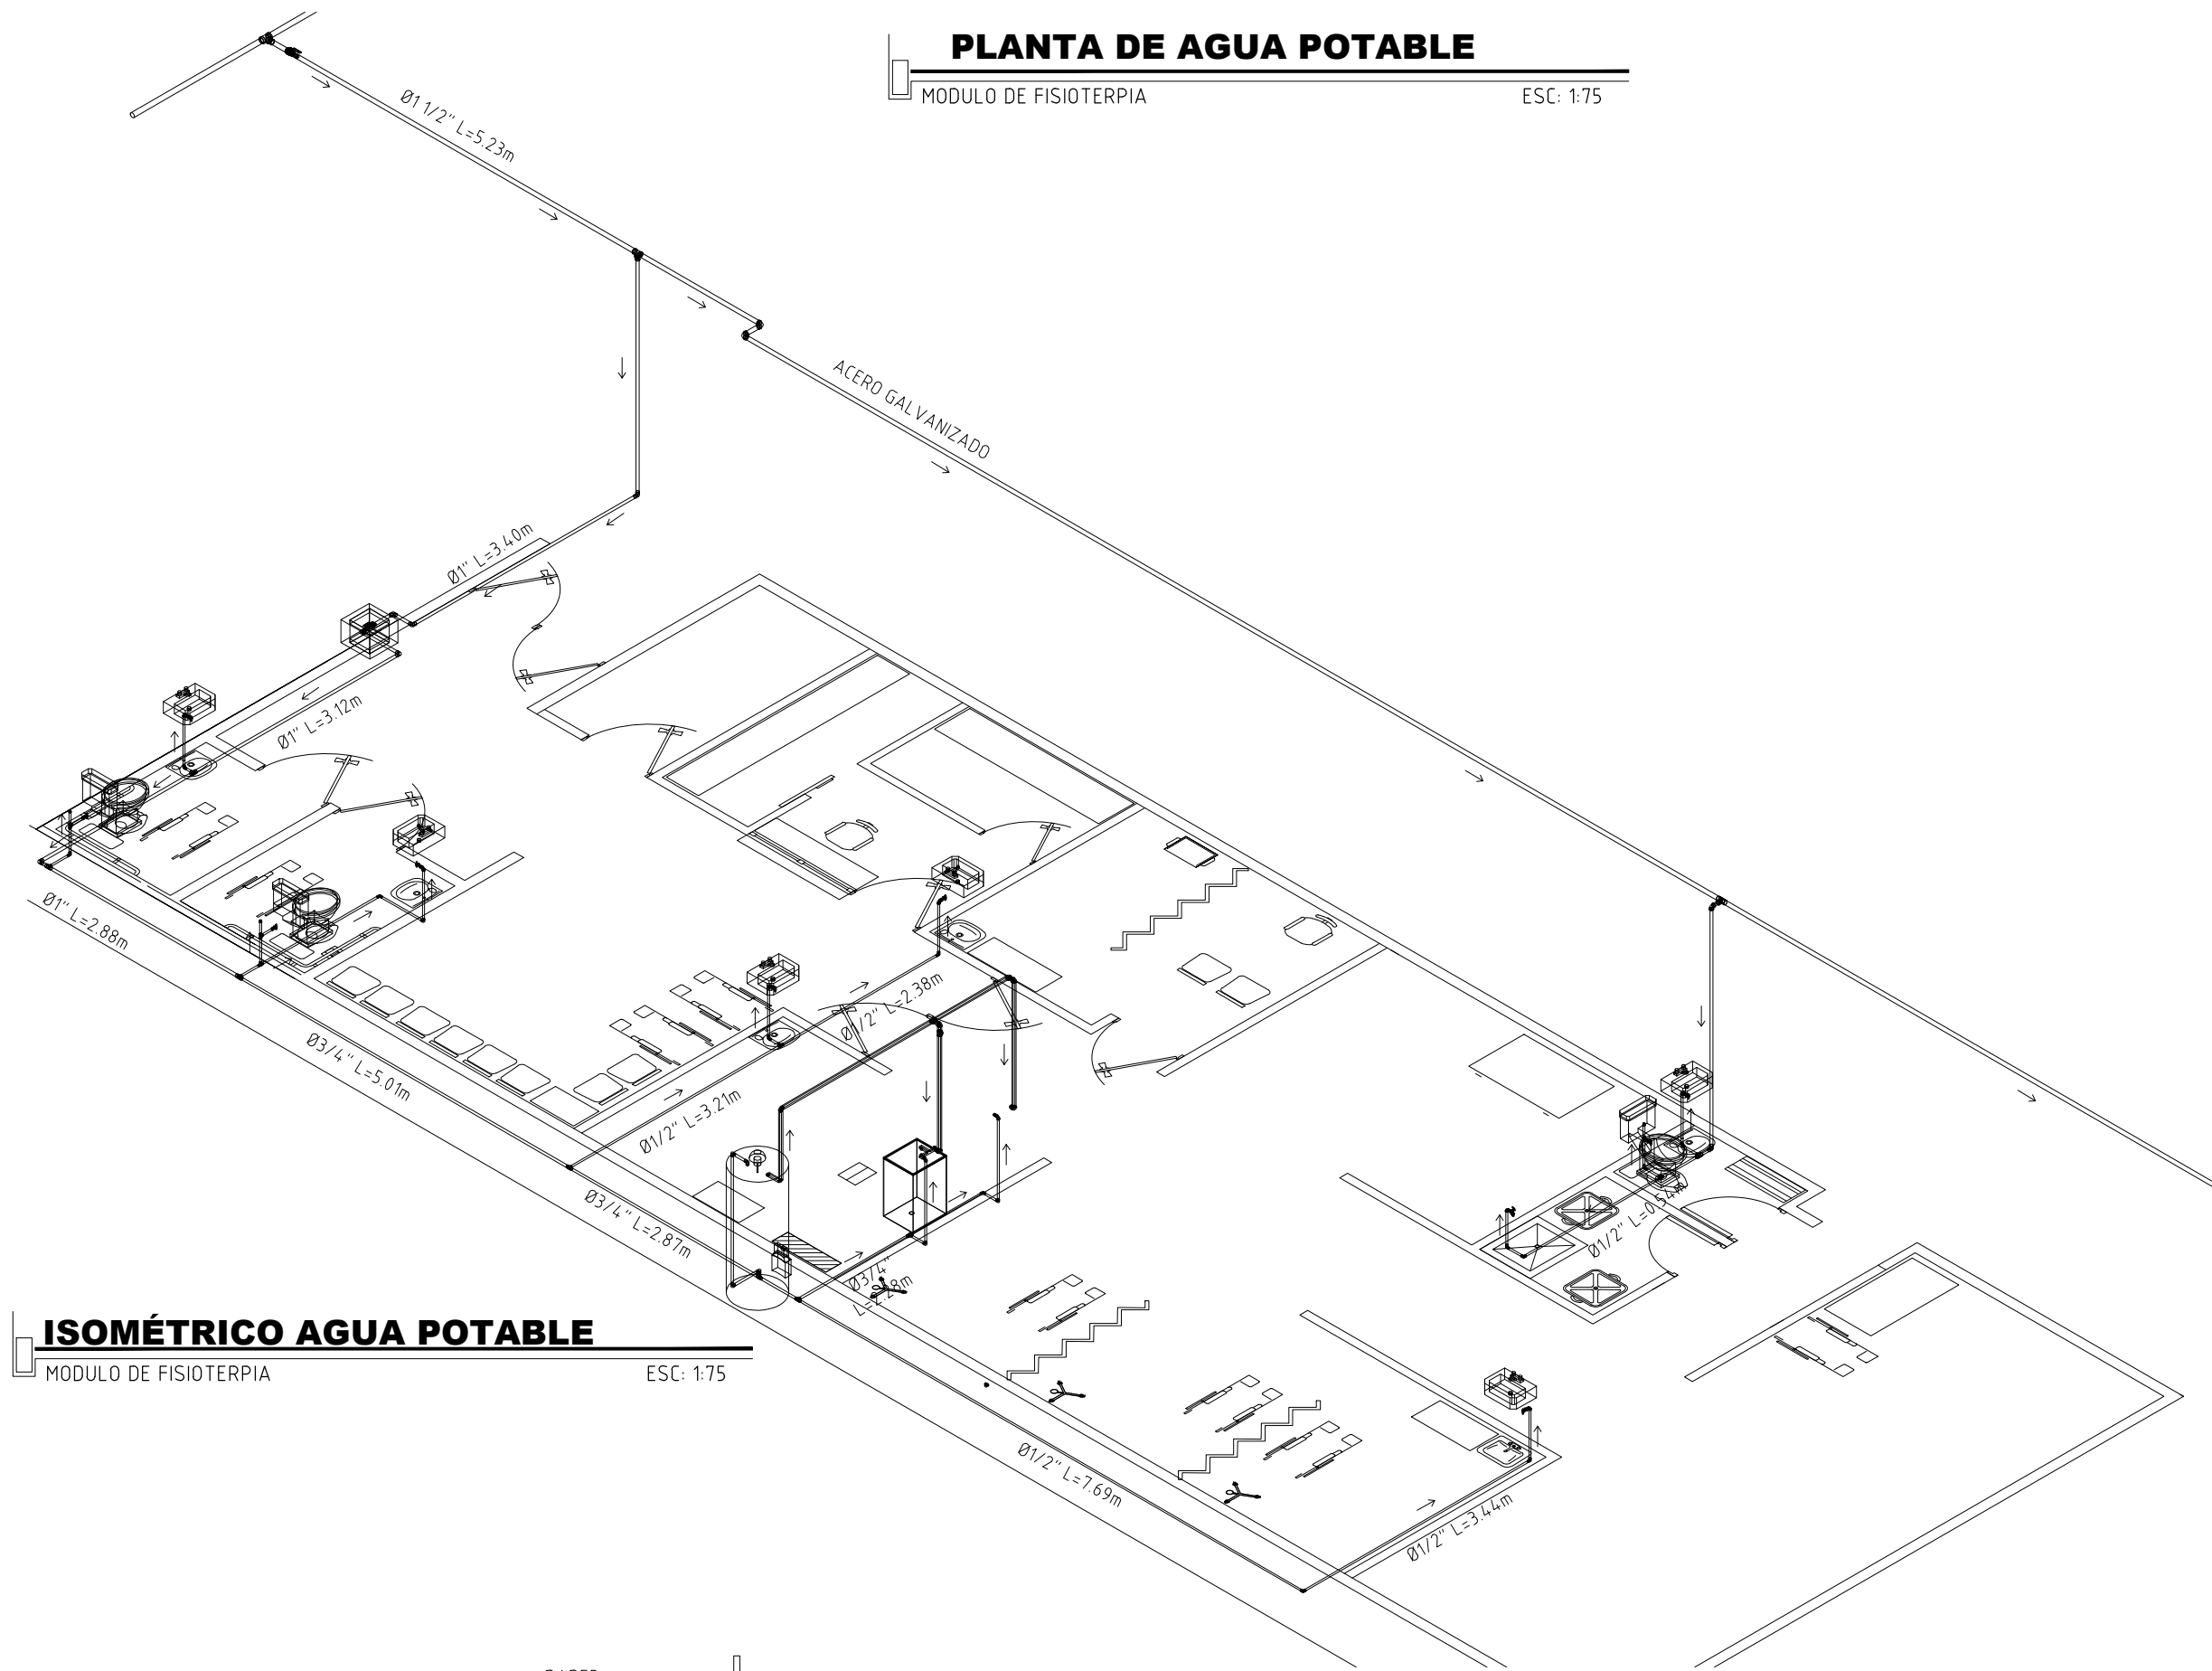 PLANTA DE AGUA POTABLE
MODULO DE FISIOTERPIA
ESC: 1:75
Ø1 1/2" L=5.23m
ACERO GALVANIZADO
Ø1" L=3.40m
Ø1" L=3.12m
Ø1" L=2.88m
Ø3/4" L=5.01m
Ø1/2" L=2.38m
Ø1/2" L=3.21m
Ø3/4" L=2.87m
Ø3/4"
Ø1/2" L=0.54m
ISOMÉTRICO AGUA POTABLE
MODULO DE FISIOTERPIA
ESC: 1:75
Ø1/2" L=7.69m
Ø1/2" L=3.44m